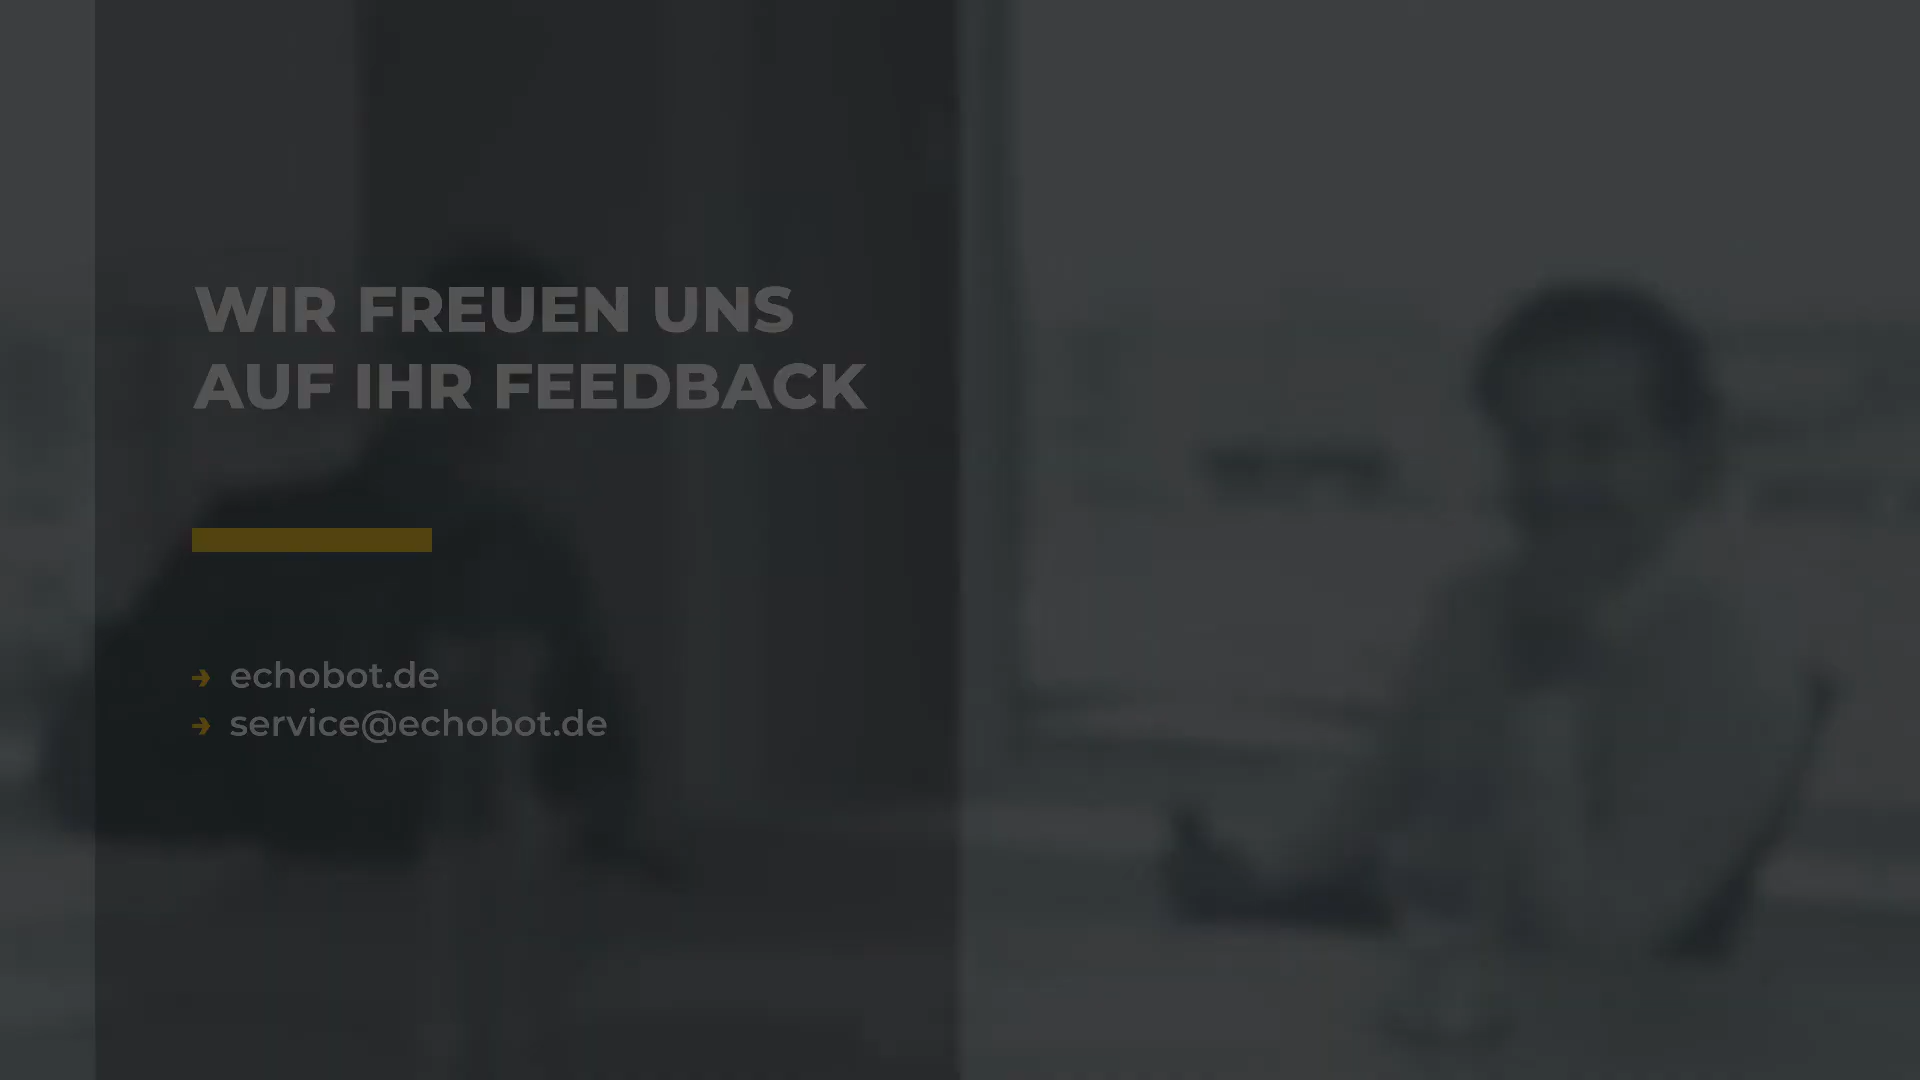 WIR FREUEN UNS
AUF IHR FEEDBACK
➔ echobot.de
➔ service@echobot.de